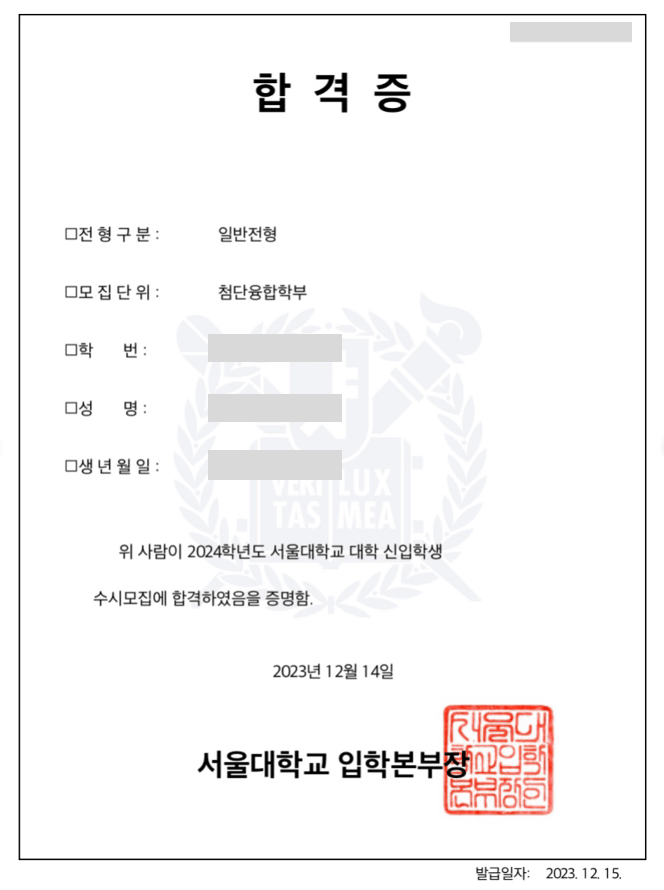 합 격 증
□전 형 구 분 : 일반전형
□모 집 단 위 : 첨단융합학부
□학 번 :
□성 명 :
□생 년 월 일 :
VERI LUX
TAS MEA
위 사람이 2024학년도 서울대학교 대학 신입학생
수시모집에 합격하였음을 증명함.
2023년 12월 14일
서울대학교 입학본부장
서울대
학교입학
본부장인
발급일자: 2023. 12. 15.